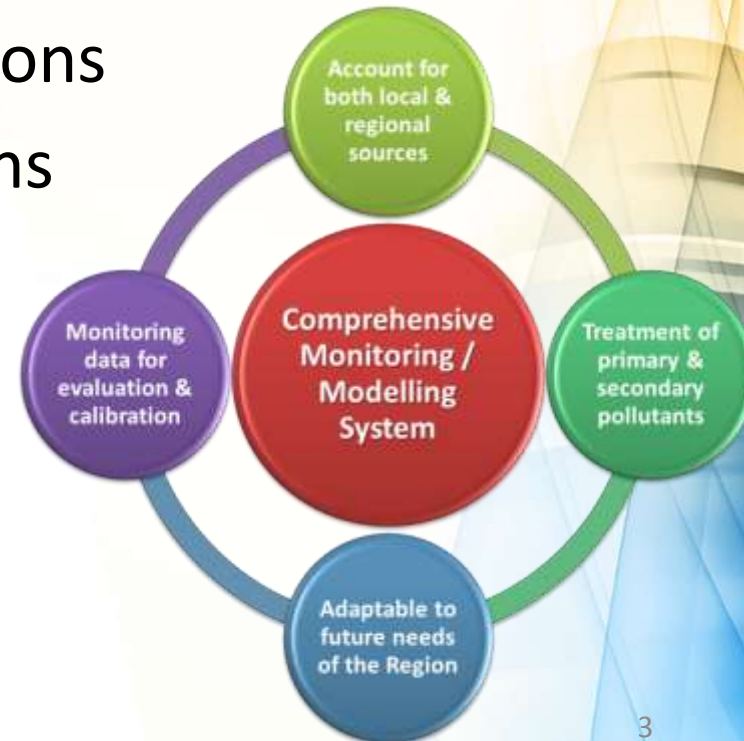 ons
ns
Account for
both local &
regional
sources
Comprehensive
Monitoring /
Modelling
System
Monitoring
data for
evaluation &
calibration
Treatment of
primary &
secondary
pollutants
Adaptable to
future needs
of the Region
3